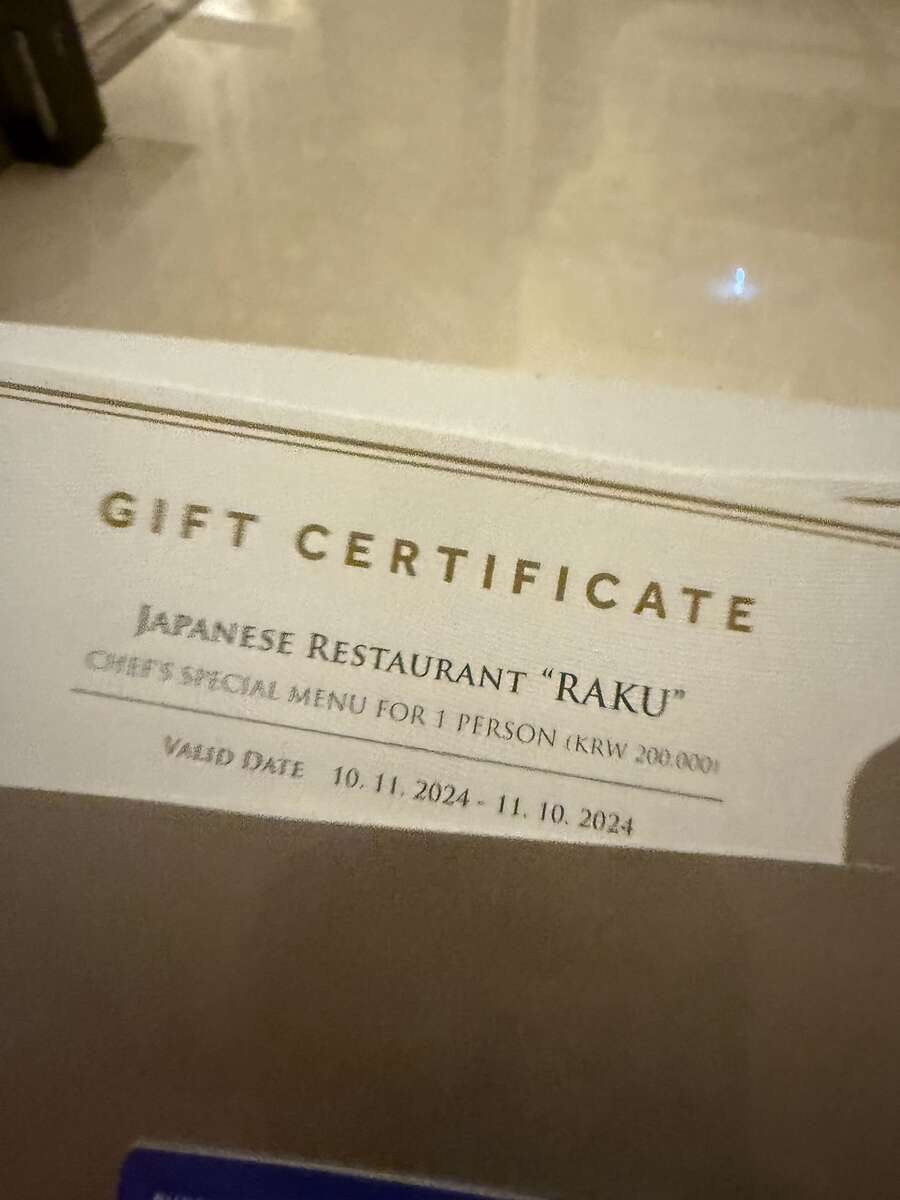 GIFT CERTIFICATE
JAPANESE RESTAURANT “RAKU”
CHEF'S SPECIAL MENU FOR 1 PERSON (KRW 200.000)
VALID DATE 10. 11. 2024 - 11. 10. 2024